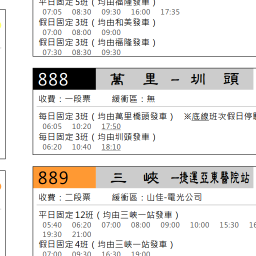 平日固定5班（均由福隆發車）
07:05 08:30 09:30 16:00 17:35
假日固定3班（均由和美發車）
07:00 08:00 09:00
假日固定3班（均由福隆發車）
07:30 08:30 09:30
888 萬 里 － 圳 頭
收費：一段票 緩衝區：無
每日固定3班（均由萬里橋頭發車） ※底線班次假日停駛
06:05 10:20 17:50
每日固定3班（均由圳頭發車）
06:20 10:40 18:10
889 三 峽 －捷運亞東醫院站
收費：二段票 緩衝區：山佳-電光公司
平日固定12班（均由三峽一站發車）
05:40 06:20 07:00 08:00 09:00 10:00 15:30
19:30 21:00
假日固定4班（均由三峽一站發車）
07:00 09:30 16:30 19:00